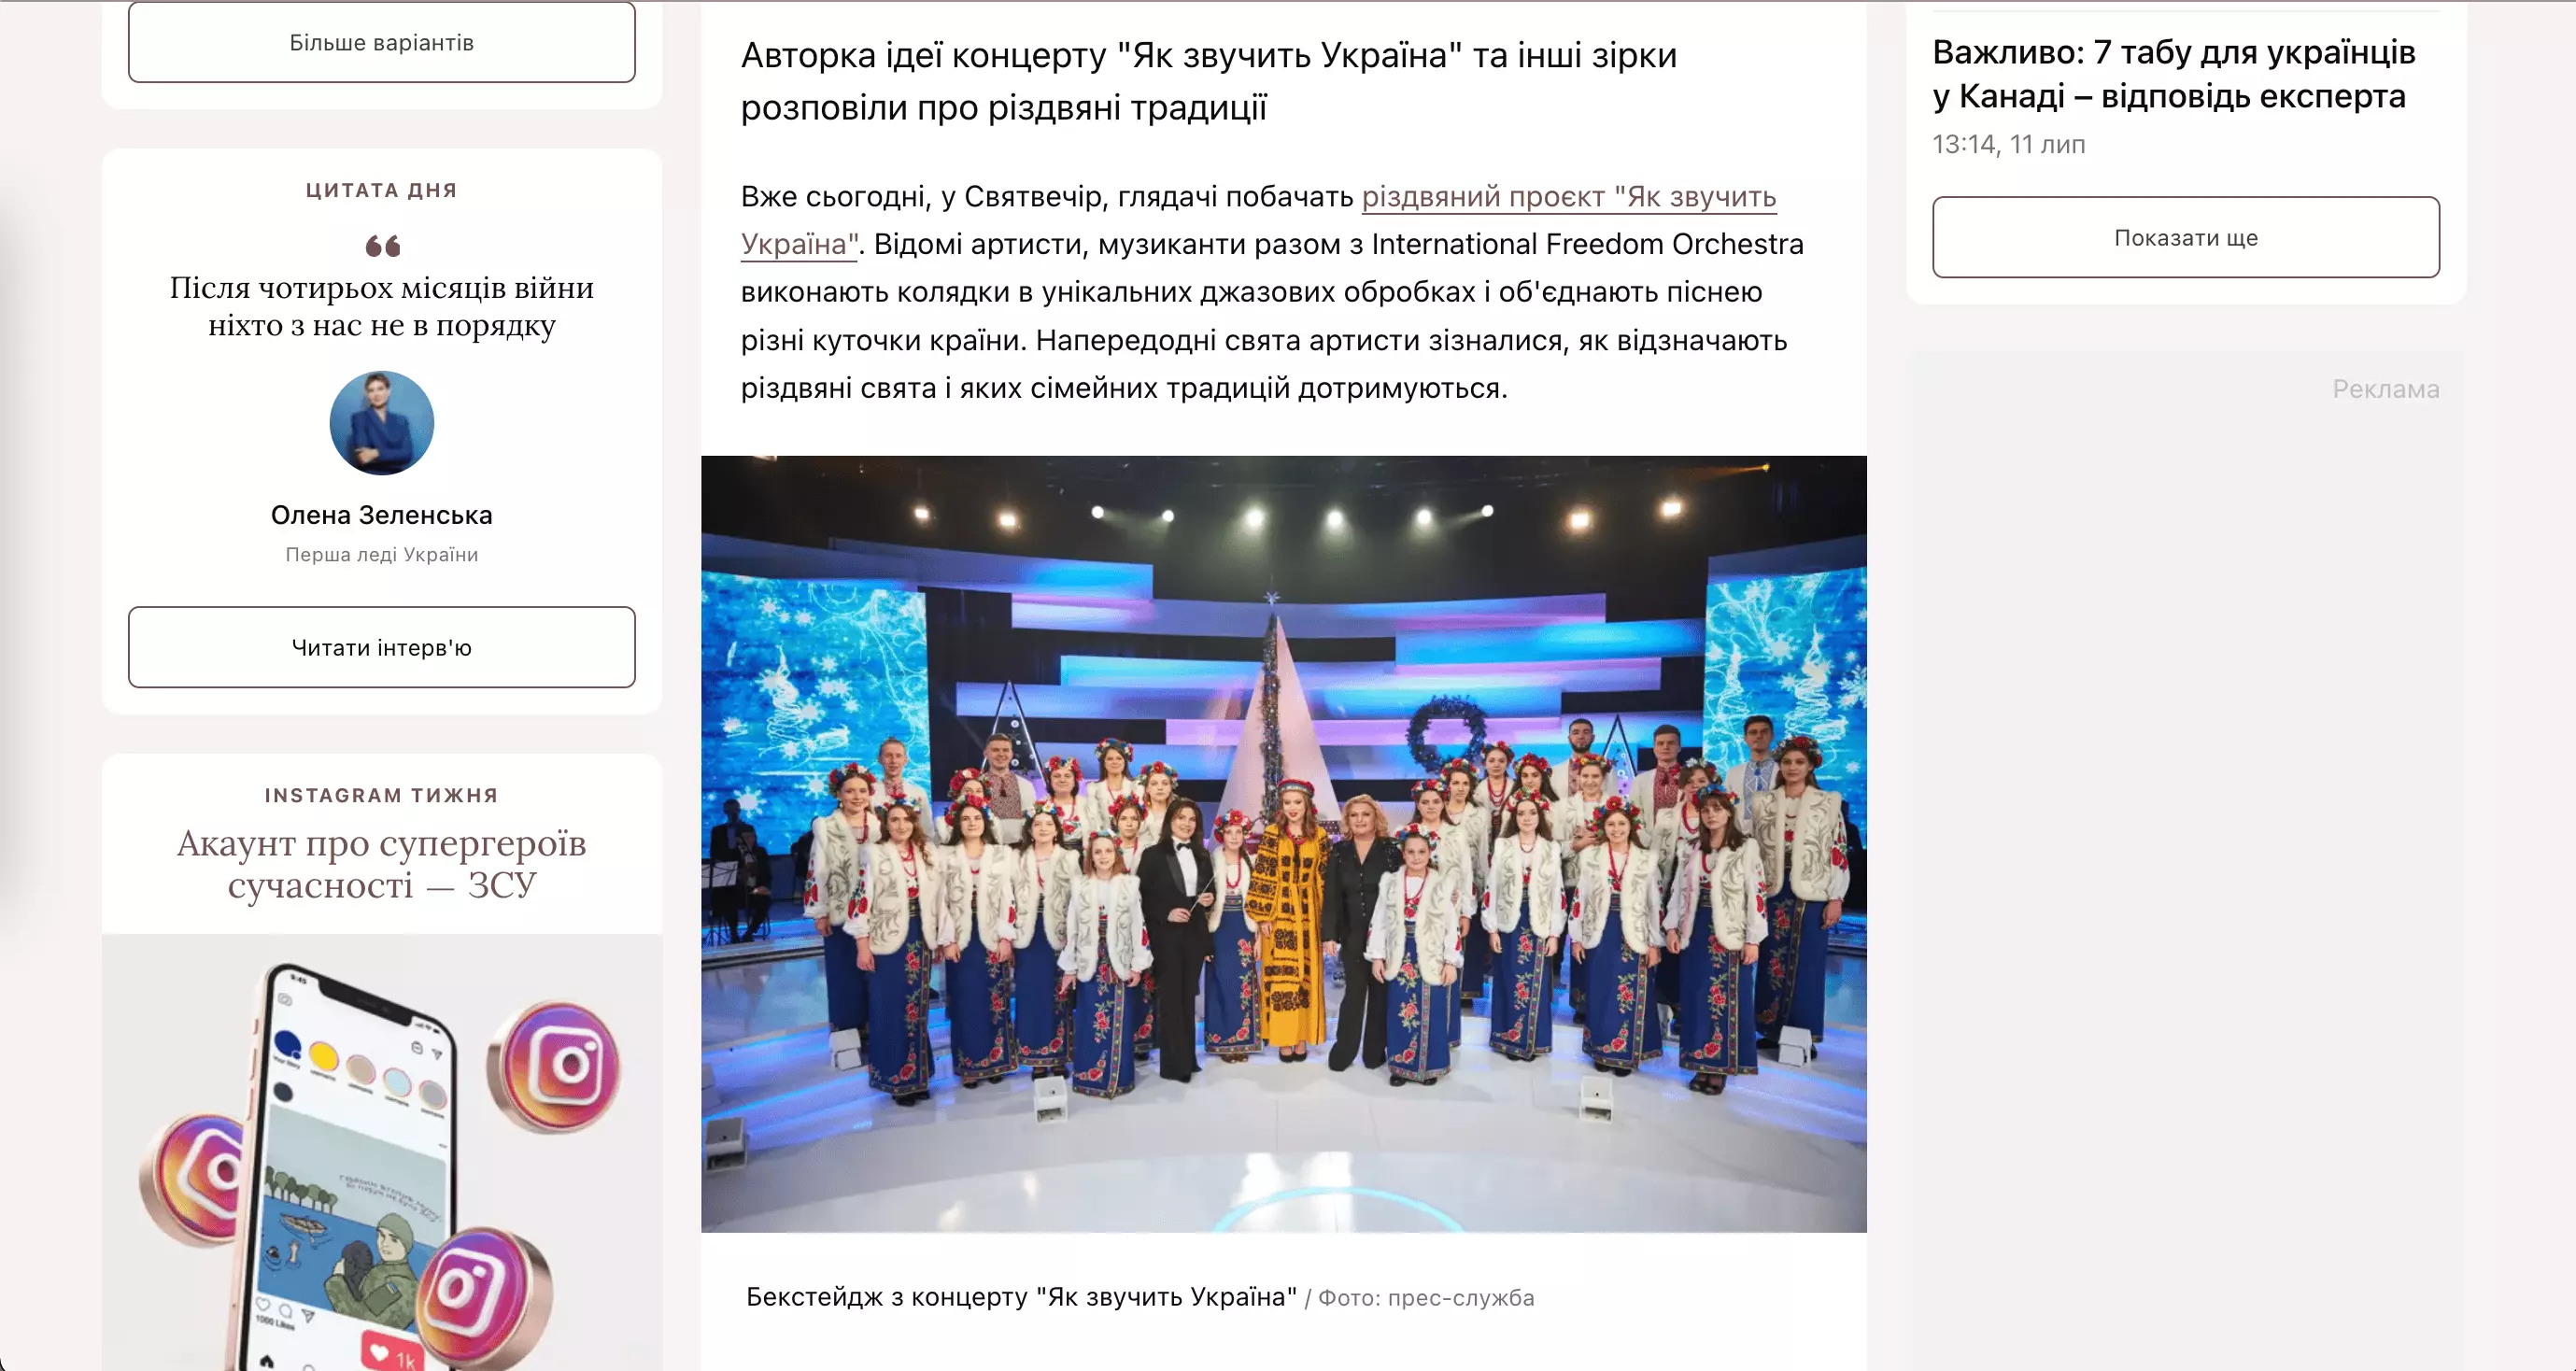 Більше варіантів
ЦИТАТА ДНЯ
Після чотирьох місяців війни
ніхто з нас не в порядку
Олена Зеленська
Перша леді України
Читати інтерв'ю
INSTAGRAM ТИЖНЯ
Акаунт про супергероїв
сучасності — ЗСУ
9:45
1000 Likes
1k
Авторка ідеї концерту "Як звучить Україна" та інші зірки
розповіли про різдвяні традиції
Вже сьогодні, у Святвечір, глядачі побачать різдвяний проєкт "Як звучить
Україна". Відомі артисти, музиканти разом з International Freedom Orchestra
виконають колядки в унікальних джазових обробках і об'єднають піснею
різні куточки країни. Напередодні свята артисти зізналися, як відзначають
різдвяні свята і яких сімейних традицій дотримуються.
Бекстейдж з концерту "Як звучить Україна" / Фото: прес-служба
Важливо: 7 табу для українців
у Канаді – відповідь експерта
13:14, 11 лип
Показати ще
Реклама